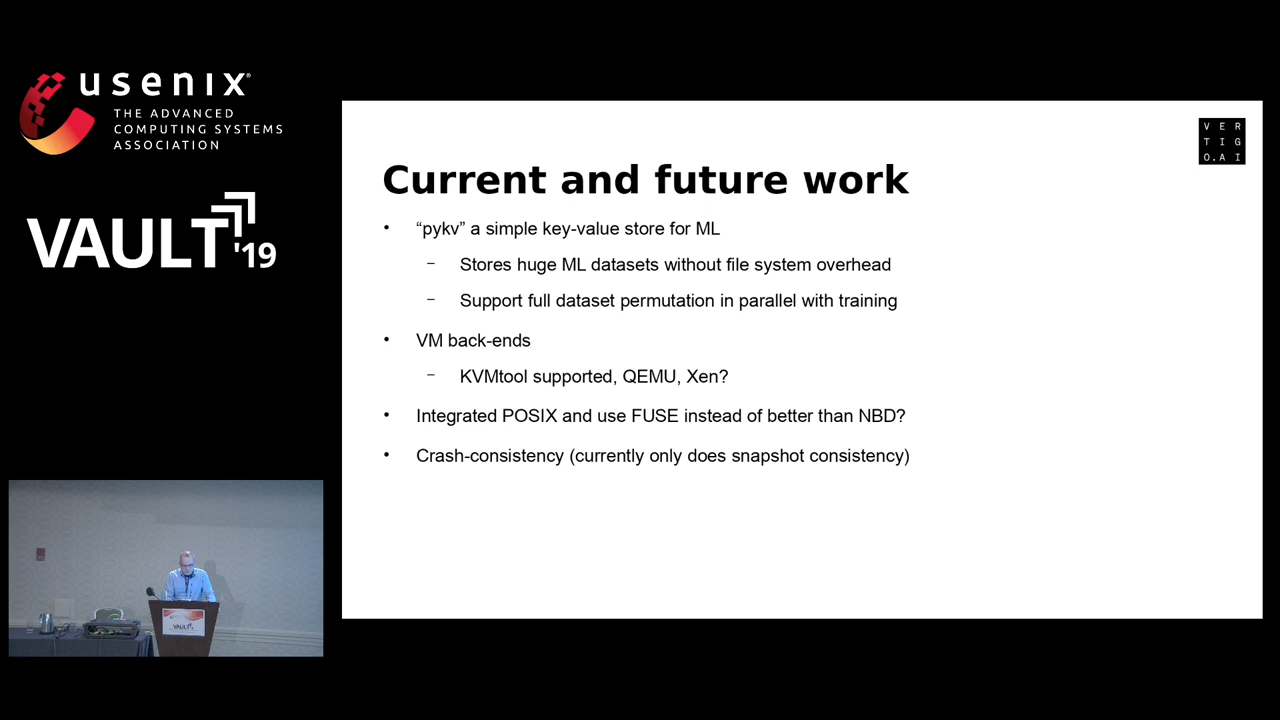 usenix®
THE ADVANCED
COMPUTING SYSTEMS
ASSOCIATION
VAULT '19
V E R
T I G
O. A I
Current and future work
• “pykv” a simple key-value store for ML
– Stores huge ML datasets without file system overhead
– Support full dataset permutation in parallel with training
• VM back-ends
– KVMtool supported, QEMU, Xen?
• Integrated POSIX and use FUSE instead of better than NBD?
• Crash-consistency (currently only does snapshot consistency)
VAULT